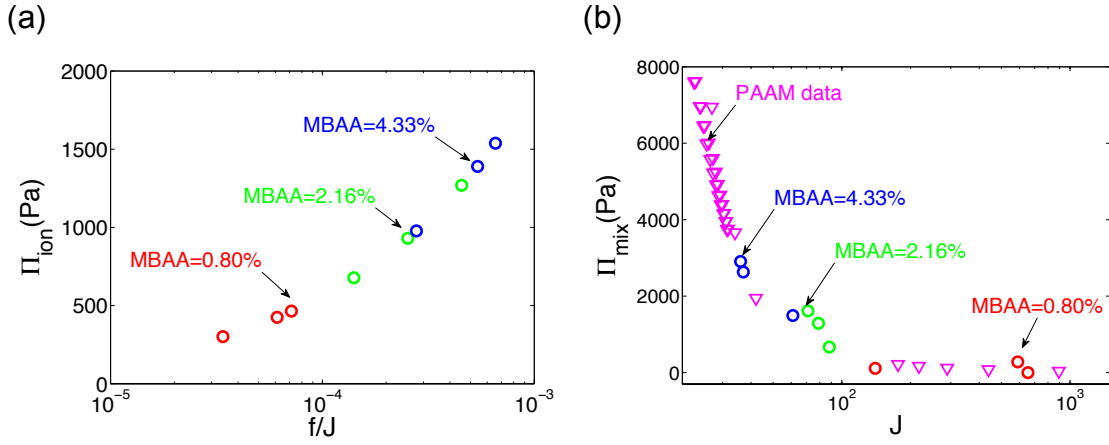 (a)
(b)
2000
1500
1000
500
0
Π_ion(Pa)
MBAA=4.33%
MBAA=2.16%
MBAA=0.80%
10^−5
10^−4
10^−3
f/J
8000
6000
4000
2000
0
Π_mix(Pa)
PAAM data
MBAA=4.33%
MBAA=2.16%
MBAA=0.80%
10^2
10^3
J